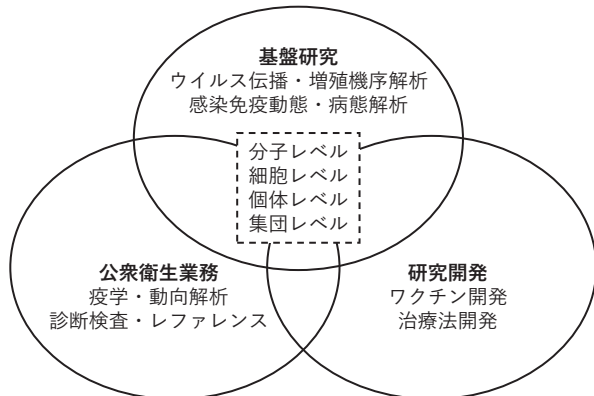 基盤研究
ウイルス伝播・増殖機序解析
感染免疫動態・病態解析
分子レベル
細胞レベル
個体レベル
集団レベル
公衆衛生業務
疫学・動向解析
診断検査・レファレンス
研究開発
ワクチン開発
治療法開発